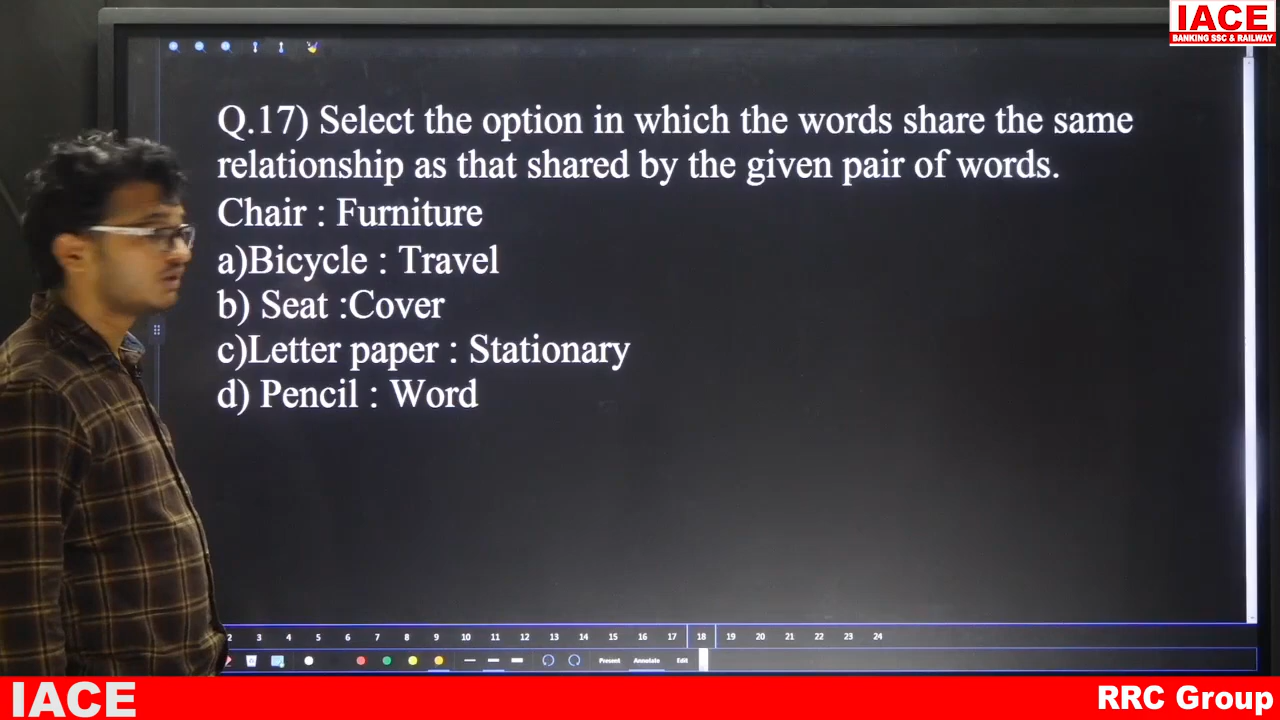 IACE
BANKING SSC & RAILWAY
Q.17) Select the option in which the words share the same
relationship as that shared by the given pair of words.
Chair : Furniture
a)Bicycle : Travel
b) Seat :Cover
c)Letter paper : Stationary
d) Pencil : Word
2 3 4 5 6 7 8 9 10 11 12 13 14 15 16 17 18 19 20 21 22 23 24
Present Annotate Edit
IACE
RRC Group